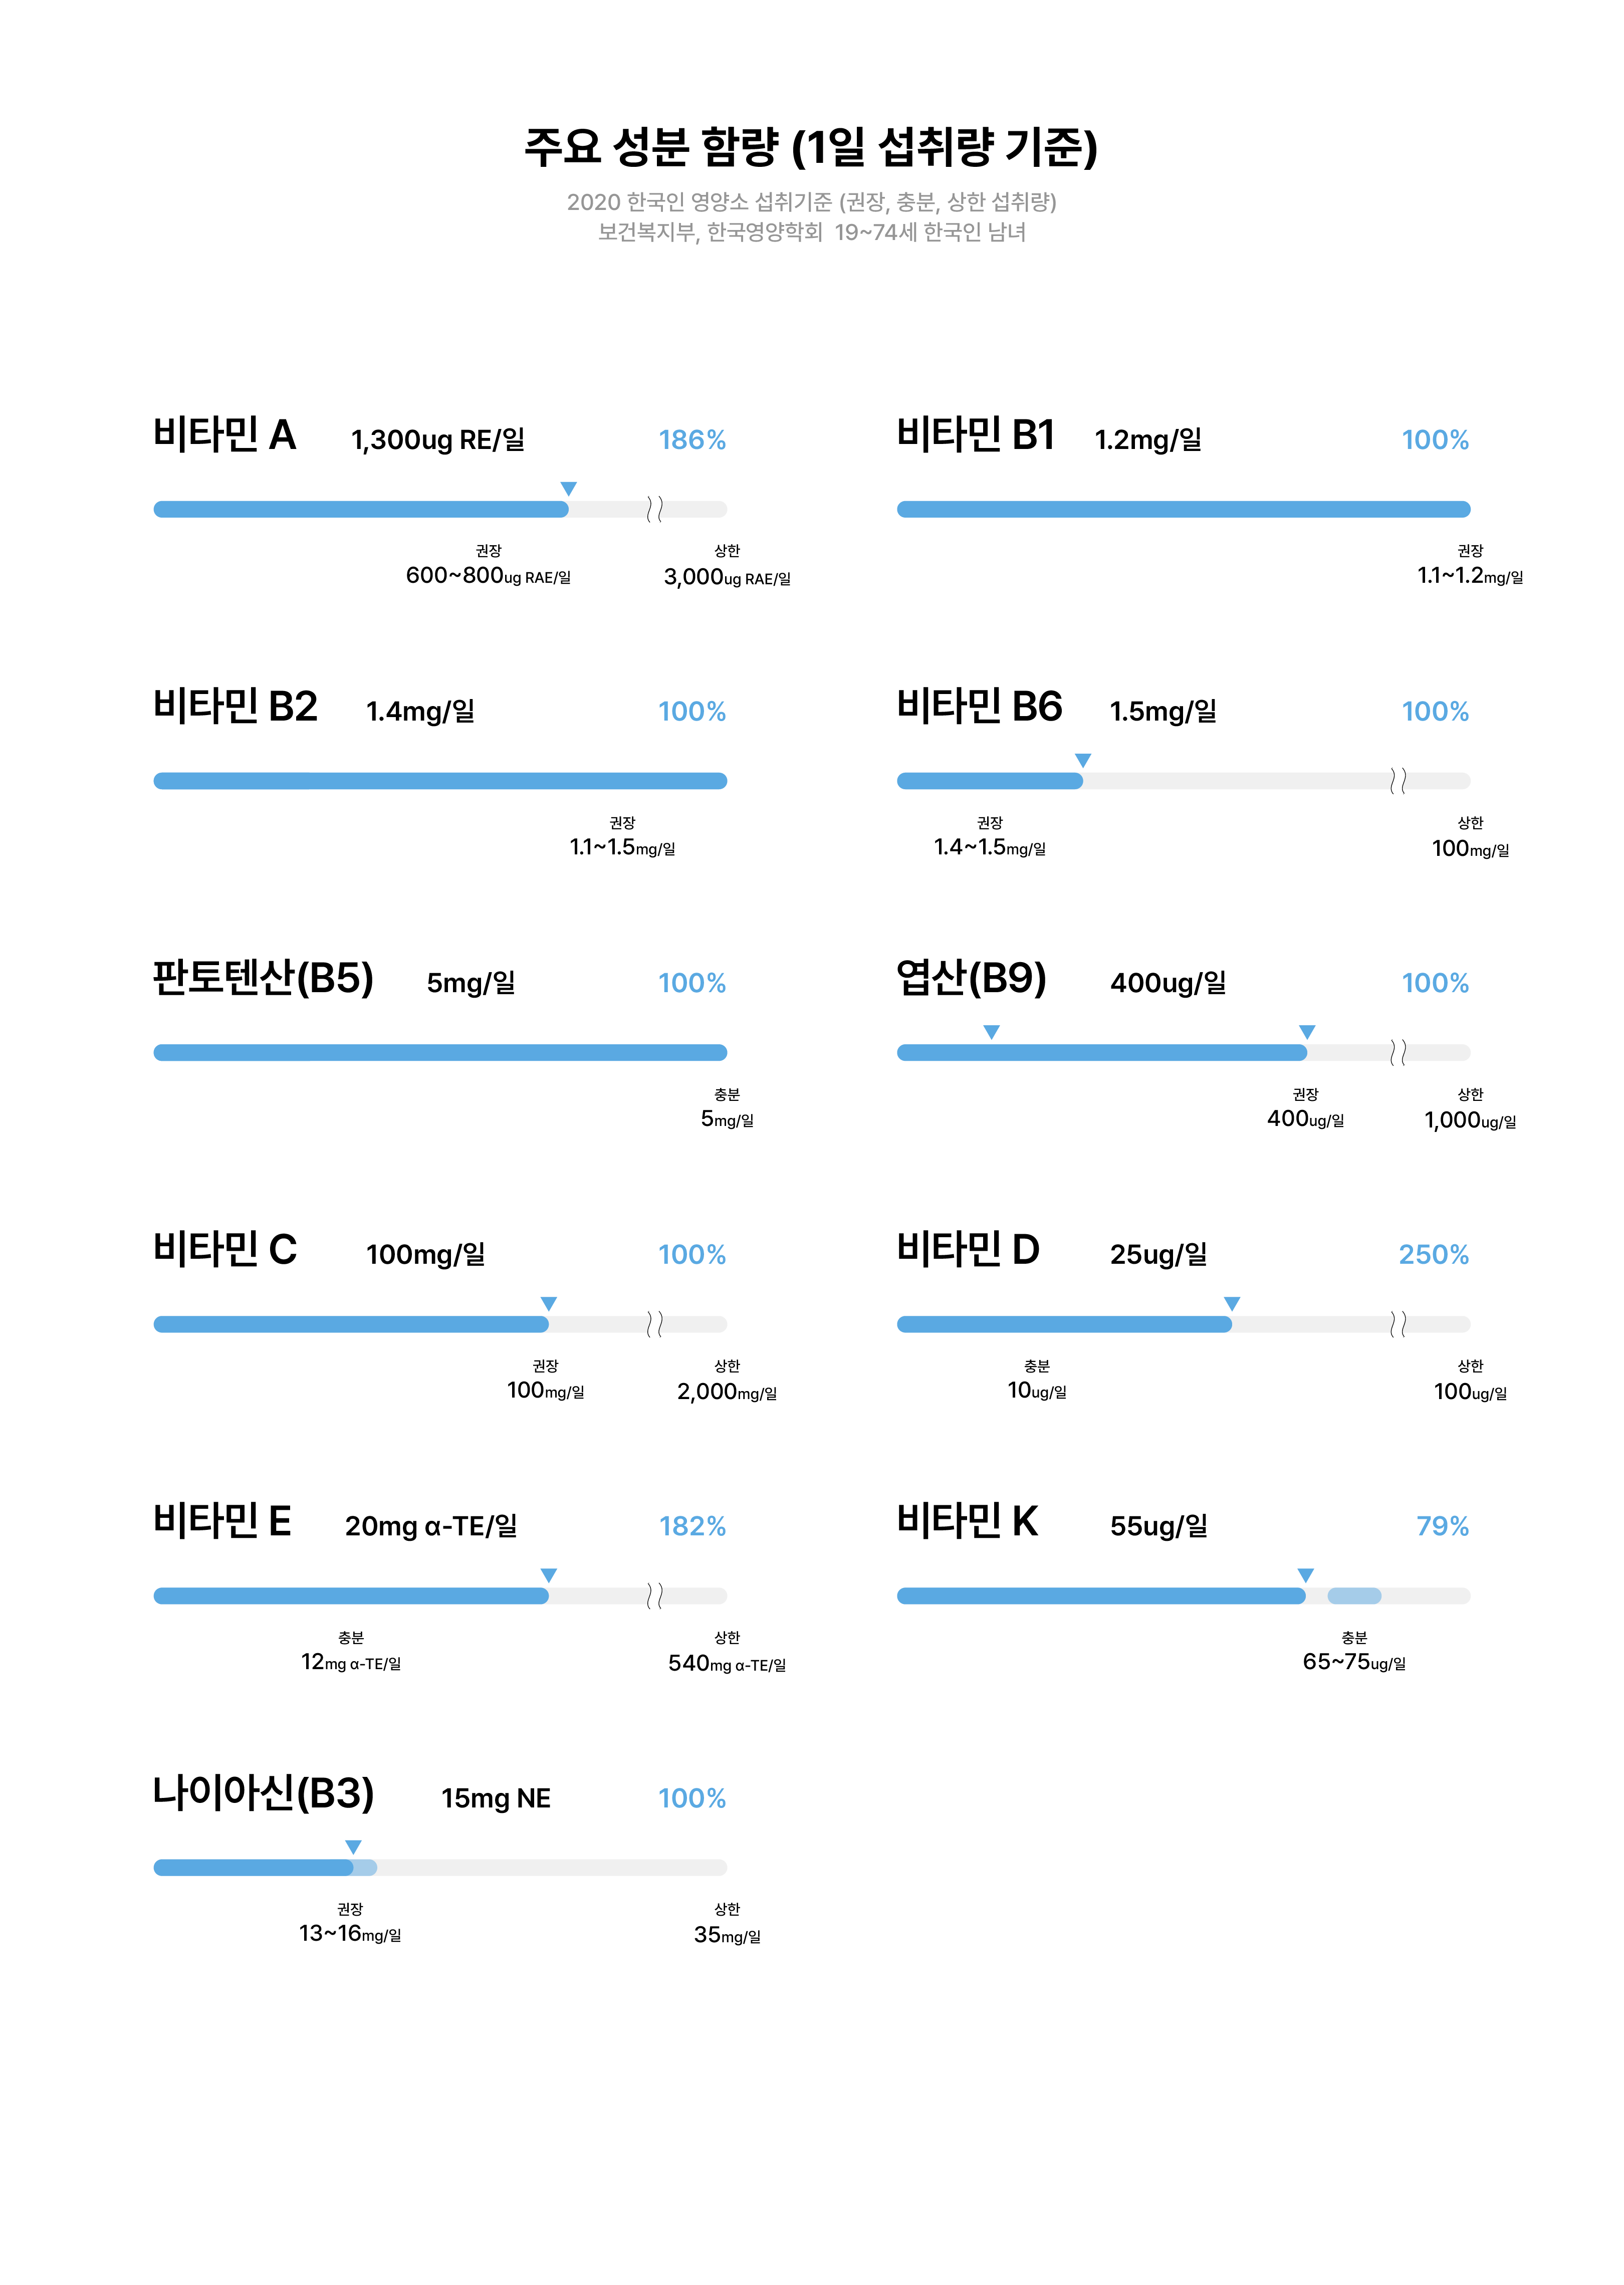 주요 성분 함량 (1일 섭취량 기준)
2020 한국인 영양소 섭취기준 (권장, 충분, 상한 섭취량)
보건복지부, 한국영양학회 19~74세 한국인 남녀
비타민 A 1,300ug RE/일 186%
권장 상한
600~800ug RAE/일 3,000ug RAE/일
비타민 B1 1.2mg/일 100%
권장
1.1~1.2mg/일
비타민 B2 1.4mg/일 100%
권장
1.1~1.5mg/일
비타민 B6 1.5mg/일 100%
권장 상한
1.4~1.5mg/일 100mg/일
판토텐산(B5) 5mg/일 100%
충분
5mg/일
엽산(B9) 400ug/일 100%
권장 상한
400ug/일 1,000ug/일
비타민 C 100mg/일 100%
권장 상한
100mg/일 2,000mg/일
비타민 D 25ug/일 250%
충분 상한
10ug/일 100ug/일
비타민 E 20mg α-TE/일 182%
충분 상한
12mg α-TE/일 540mg α-TE/일
비타민 K 55ug/일 79%
충분
65~75ug/일
나이아신(B3) 15mg NE 100%
권장 상한
13~16mg/일 35mg/일